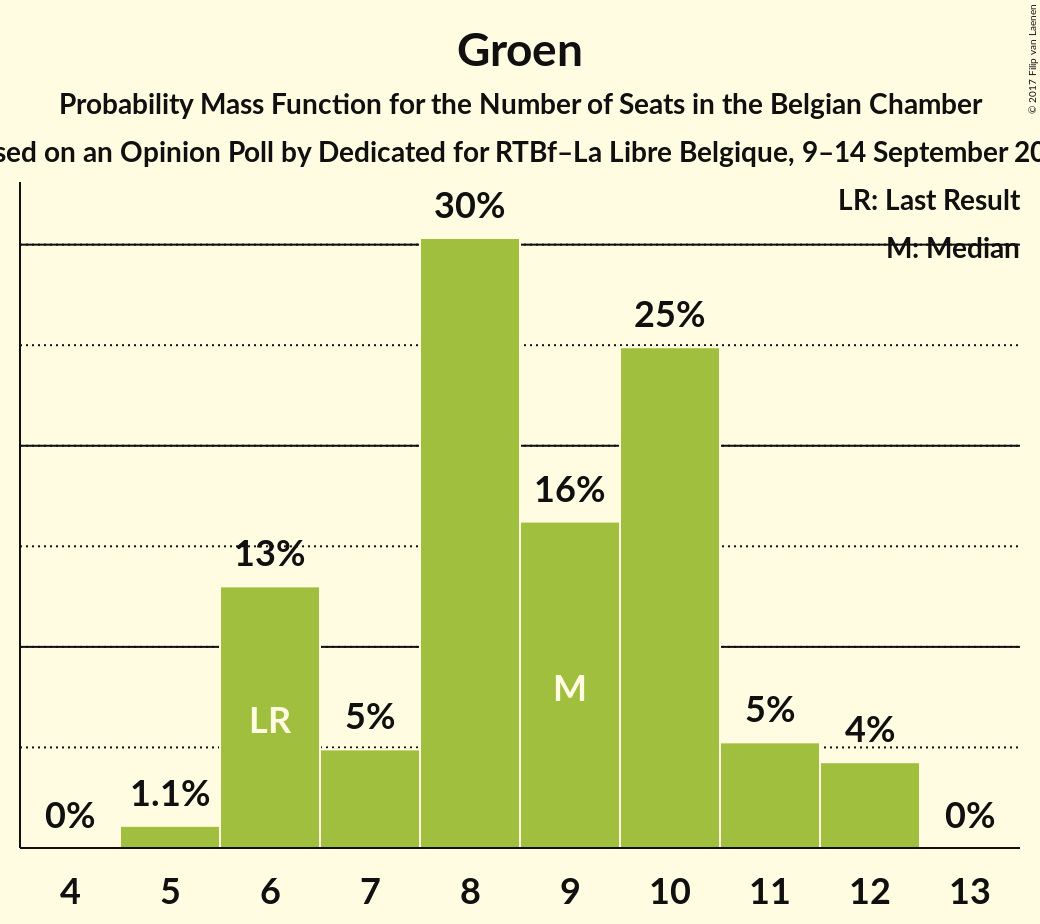 Groen
Probability Mass Function for the Number of Seats in the Belgian Chamber
on an Opinion Poll by Dedicated for RTBf–La Libre Belgique, 9–14 September
LR: Last Result
M: Median
30%
25%
16%
13%
5%
5%
4%
1.1%
0%
0%
LR
M
4 5 6 7 8 9 10 11 12 13
© 2017 Filip van Laenen